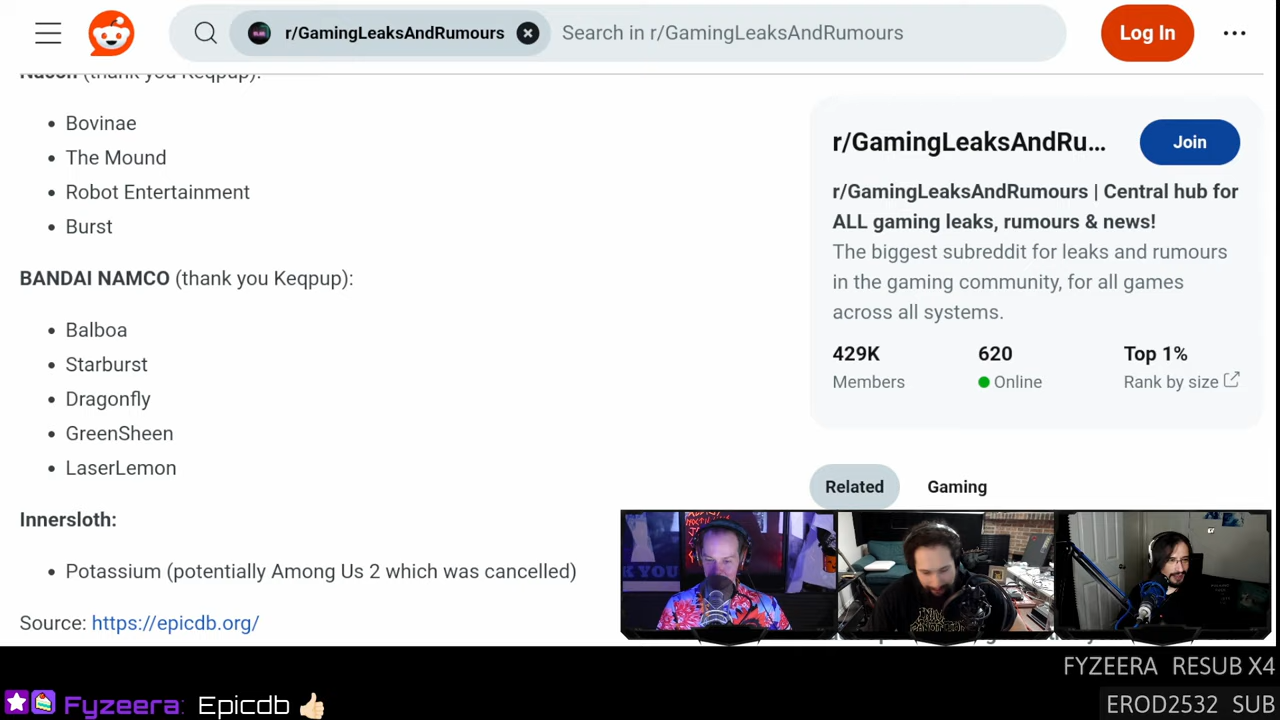 r/GamingLeaksAndRumours
Search in r/GamingLeaksAndRumours
Log In
Nacon (thank you Keqpup):
Bovinae
The Mound
Robot Entertainment
Burst
BANDAI NAMCO (thank you Keqpup):
Balboa
Starburst
Dragonfly
GreenSheen
LaserLemon
Innersloth:
Potassium (potentially Among Us 2 which was cancelled)
Source: https://epicdb.org/
r/GamingLeaksAndRu...
Join
r/GamingLeaksAndRumours | Central hub for
ALL gaming leaks, rumours & news!
The biggest subreddit for leaks and rumours
in the gaming community, for all games
across all systems.
429K 620 Top 1%
Members Online Rank by size
Related Gaming
K YOU
FYZEERA RESUB X4
Fyzeera: Epicdb 👍🏻
EROD2532 SUB